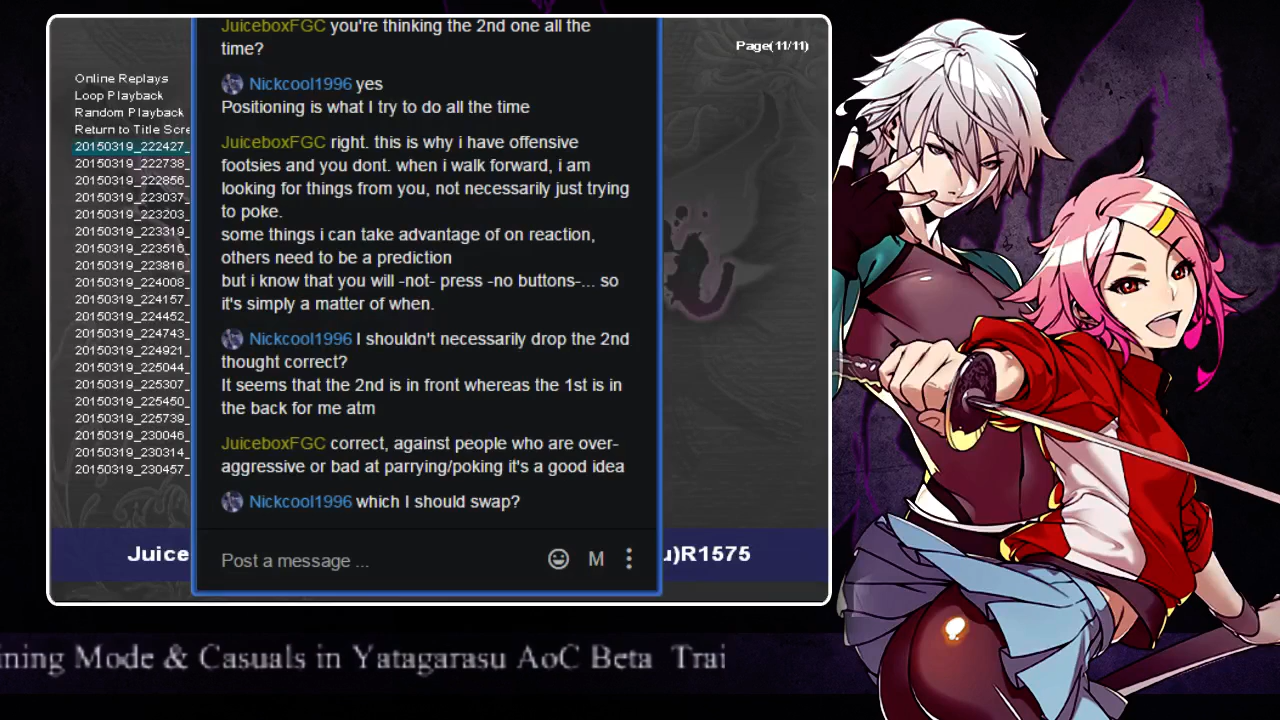 JuiceboxFGC you're thinking the 2nd one all the
time?
Page(11/11)
Nickcool1996 yes
Positioning is what I try to do all the time
JuiceboxFGC right. this is why i have offensive
footsies and you dont. when i walk forward, i am
looking for things from you, not necessarily just trying
to poke.
some things i can take advantage of on reaction,
others need to be a prediction
but i know that you will -not- press -no buttons-... so
it's simply a matter of when.
Nickcool1996 I shouldn't necessarily drop the 2nd
thought correct?
It seems that the 2nd is in front whereas the 1st is in
the back for me atm
JuiceboxFGC correct, against people who are over-
aggressive or bad at parrying/poking it's a good idea
Nickcool1996 which I should swap?
Post a message ...
M
Online Replays
Loop Playback
Random Playback
Return to Title Scre
20150319_222427_
20150319_222738_
20150319_222856_
20150319_223037_
20150319_223203_
20150319_223319_
20150319_223516_
20150319_223816_
20150319_224008_
20150319_224157_
20150319_224452_
20150319_224743_
20150319_224921_
20150319_225044_
20150319_225307_
20150319_225450_
20150319_225739_
20150319_230046_
20150319_230314_
20150319_230457_
Juice
u)R1575
ining Mode & Casuals in Yatagarasu AoC Beta Trai